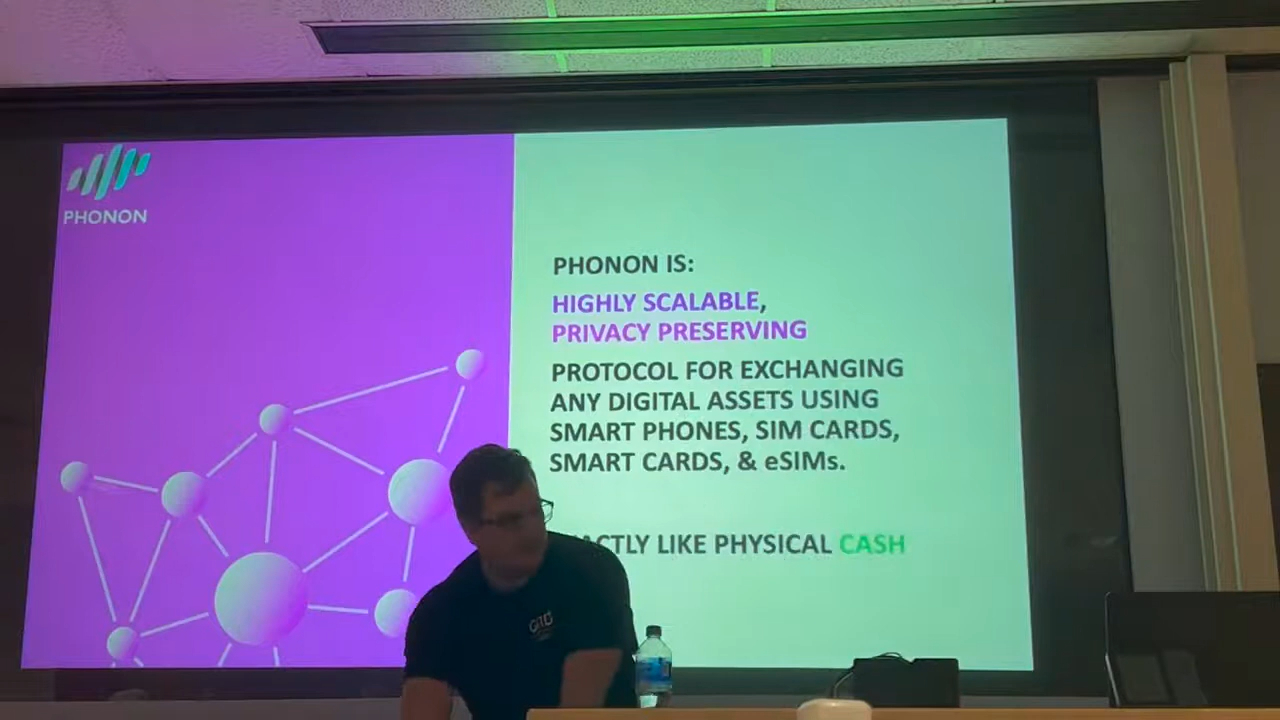 PHONON
PHONON IS:
HIGHLY SCALABLE,
PRIVACY PRESERVING
PROTOCOL FOR EXCHANGING
ANY DIGITAL ASSETS USING
SMART PHONES, SIM CARDS,
SMART CARDS, & eSIMs.
LIKE PHYSICAL CASH